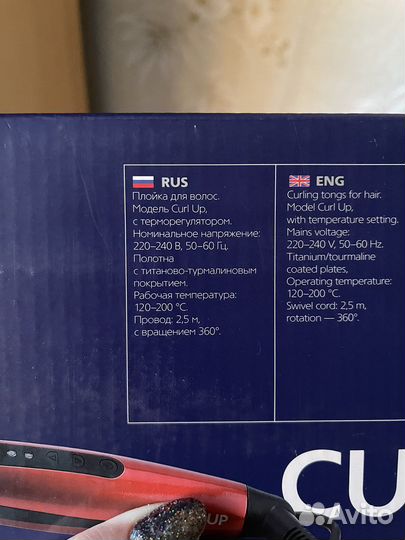 RUS
Плойка для волос.
Модель Curl Up,
с терморегулятором.
Номинальное напряжение:
220–240 В, 50–60 Гц.
Полотна
с титаново-турмалиновым
покрытием.
Рабочая температура:
120–200 °C.
Провод: 2,5 м,
с вращением 360°.
ENG
Curling tongs for hair.
Model Curl Up,
with temperature setting.
Mains voltage:
220–240 V, 50–60 Hz.
Titanium/tourmaline
coated plates,
Operating temperature:
120–200 °C.
Swivel cord: 2,5 m,
rotation — 360°.
CU
UP
Avito